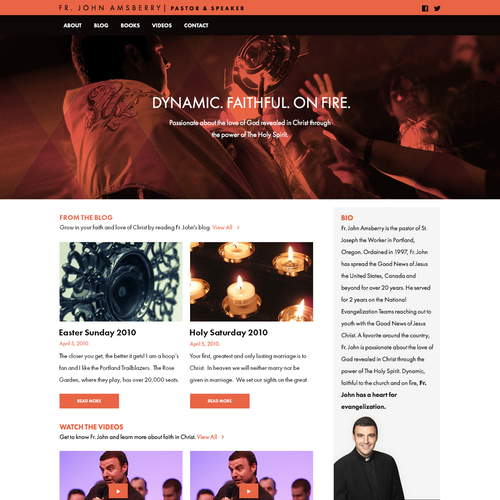 FR. JOHN AMSBERRY| PASTOR & SPEAKER
ABOUT BLOG BOOKS VIDEOS CONTACT
DYNAMIC. FAITHFUL. ON FIRE.
Passionate about the love of God revealed in Christ through
the power of The Holy Spirit.
FROM THE BLOG
Grow in your faith and love of Christ by reading Fr. John's blog. View All >
Easter Sunday 2010
April 5, 2010.
The closer you get, the better it gets! I am a hoop's
fan and I like the Portland Trailblazers. The Rose
Garden, where they play, has over 20,000 seats.
READ MORE
Holy Saturday 2010
April 5, 2010.
Your first, greatest and only lasting marriage is to
Christ. In heaven we will neither marry nor be
given in marriage. We set our sights on the great
READ MORE
WATCH THE VIDEOS
Get to know Fr. John and learn more about faith in Christ. View All >
BIO
Fr. John Amsberry is the pastor of St.
Joseph the Worker in Portland,
Oregon. Ordained in 1997, Fr. John
has spread the Good News of Jesus
the United States, Canada and
beyond for over 20 years. He served
for 2 years on the National
Evangelization Teams reaching out to
youth with the Good News of Jesus
Christ. A favorite around the country,
Fr. John is passionate about the love of
God revealed in Christ through the
power of The Holy Spirit. Dynamic,
faithful to the church and on fire, Fr.
John has a heart for
evangelization.